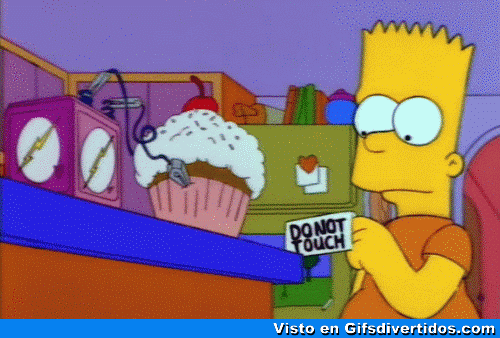 DO NOT
TOUCH
Visto en Gifsdivertidos.com